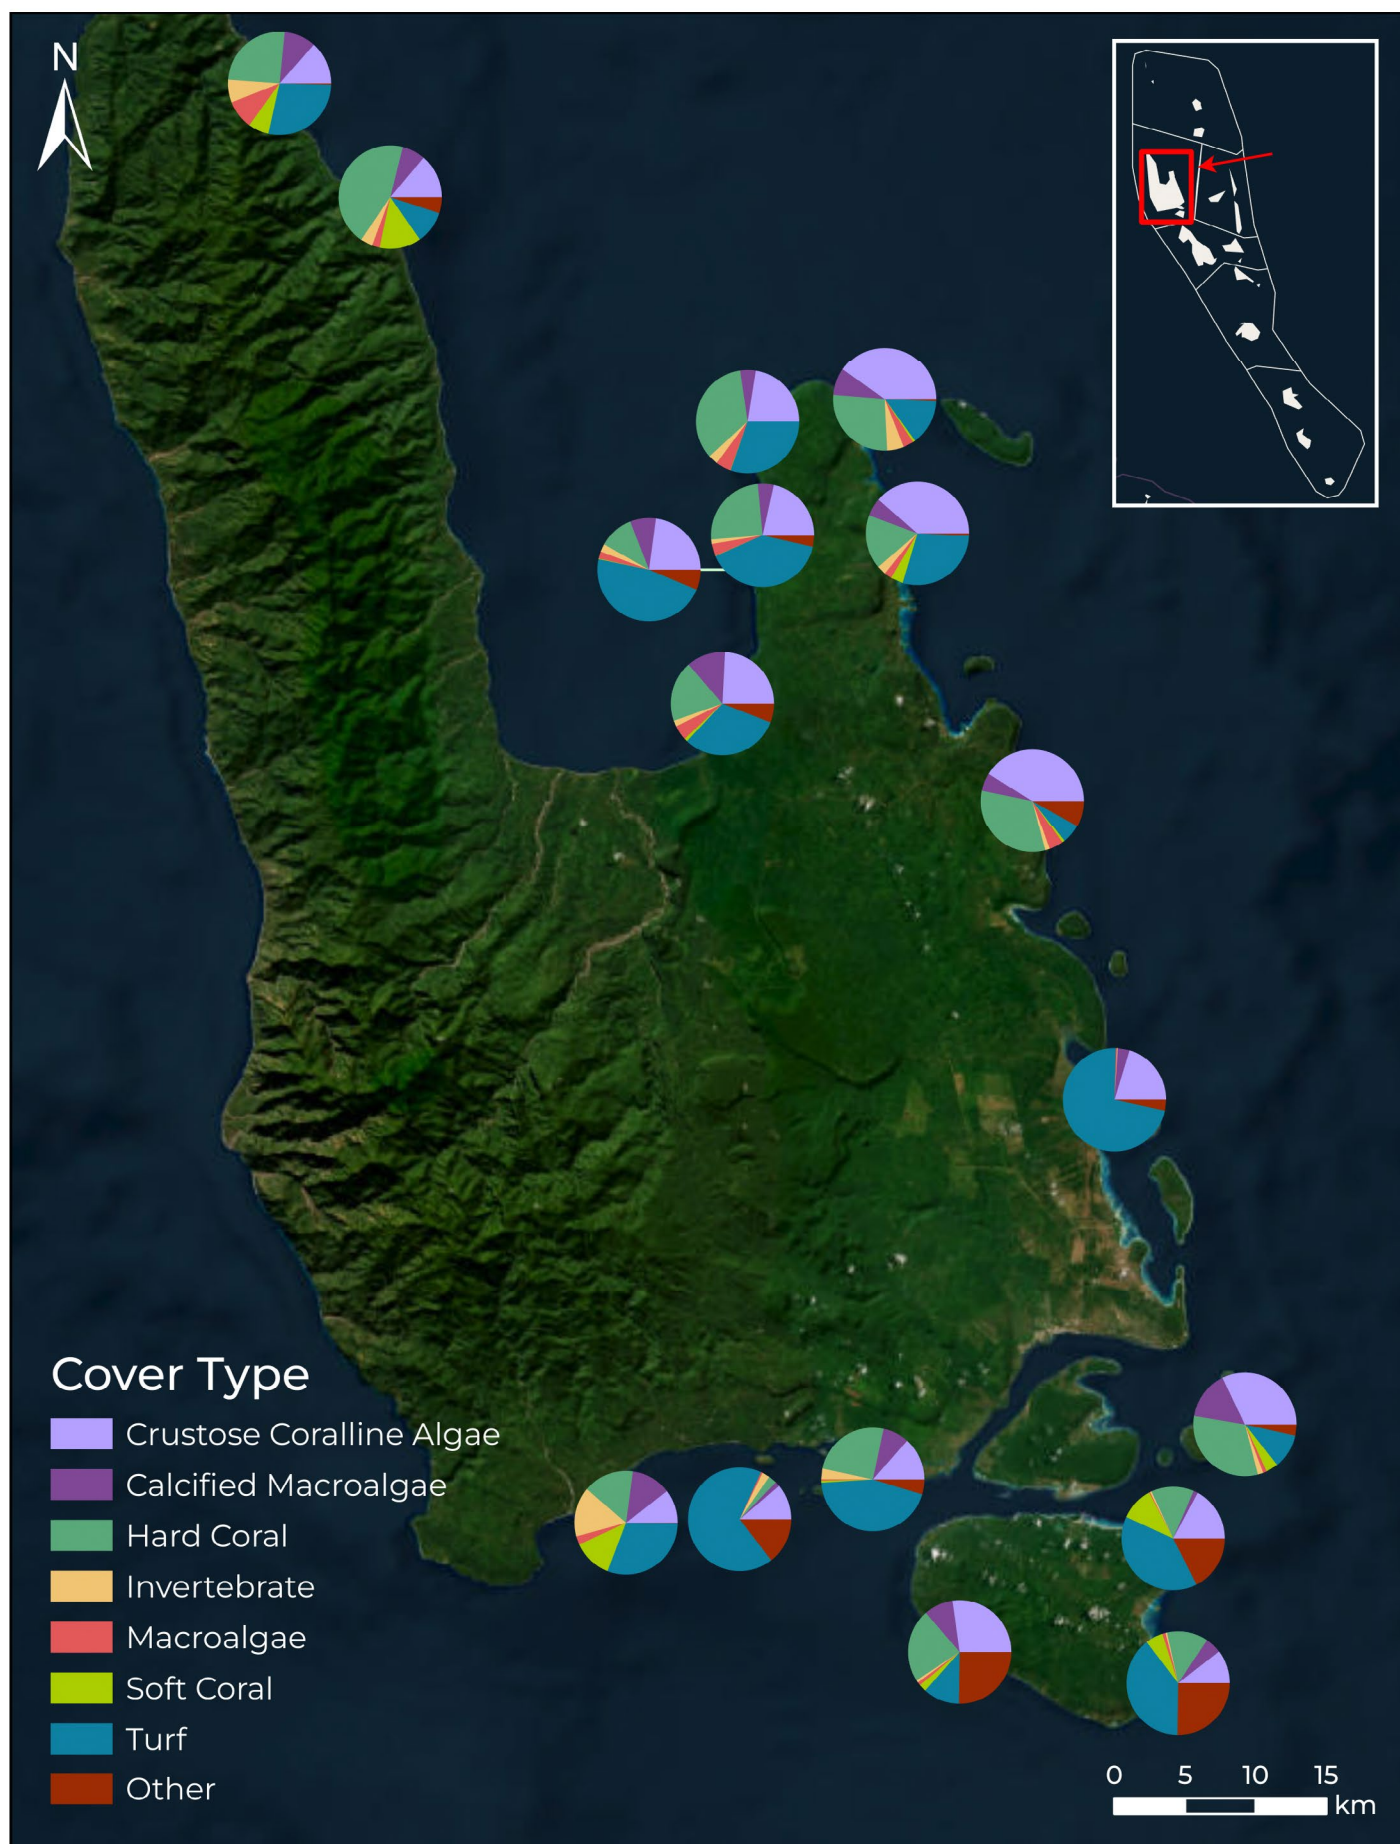 N
Cover Type
Crustose Coralline Algae
Calcified Macroalgae
Hard Coral
Invertebrate
Macroalgae
Soft Coral
Turf
Other
0 5 10 15
km